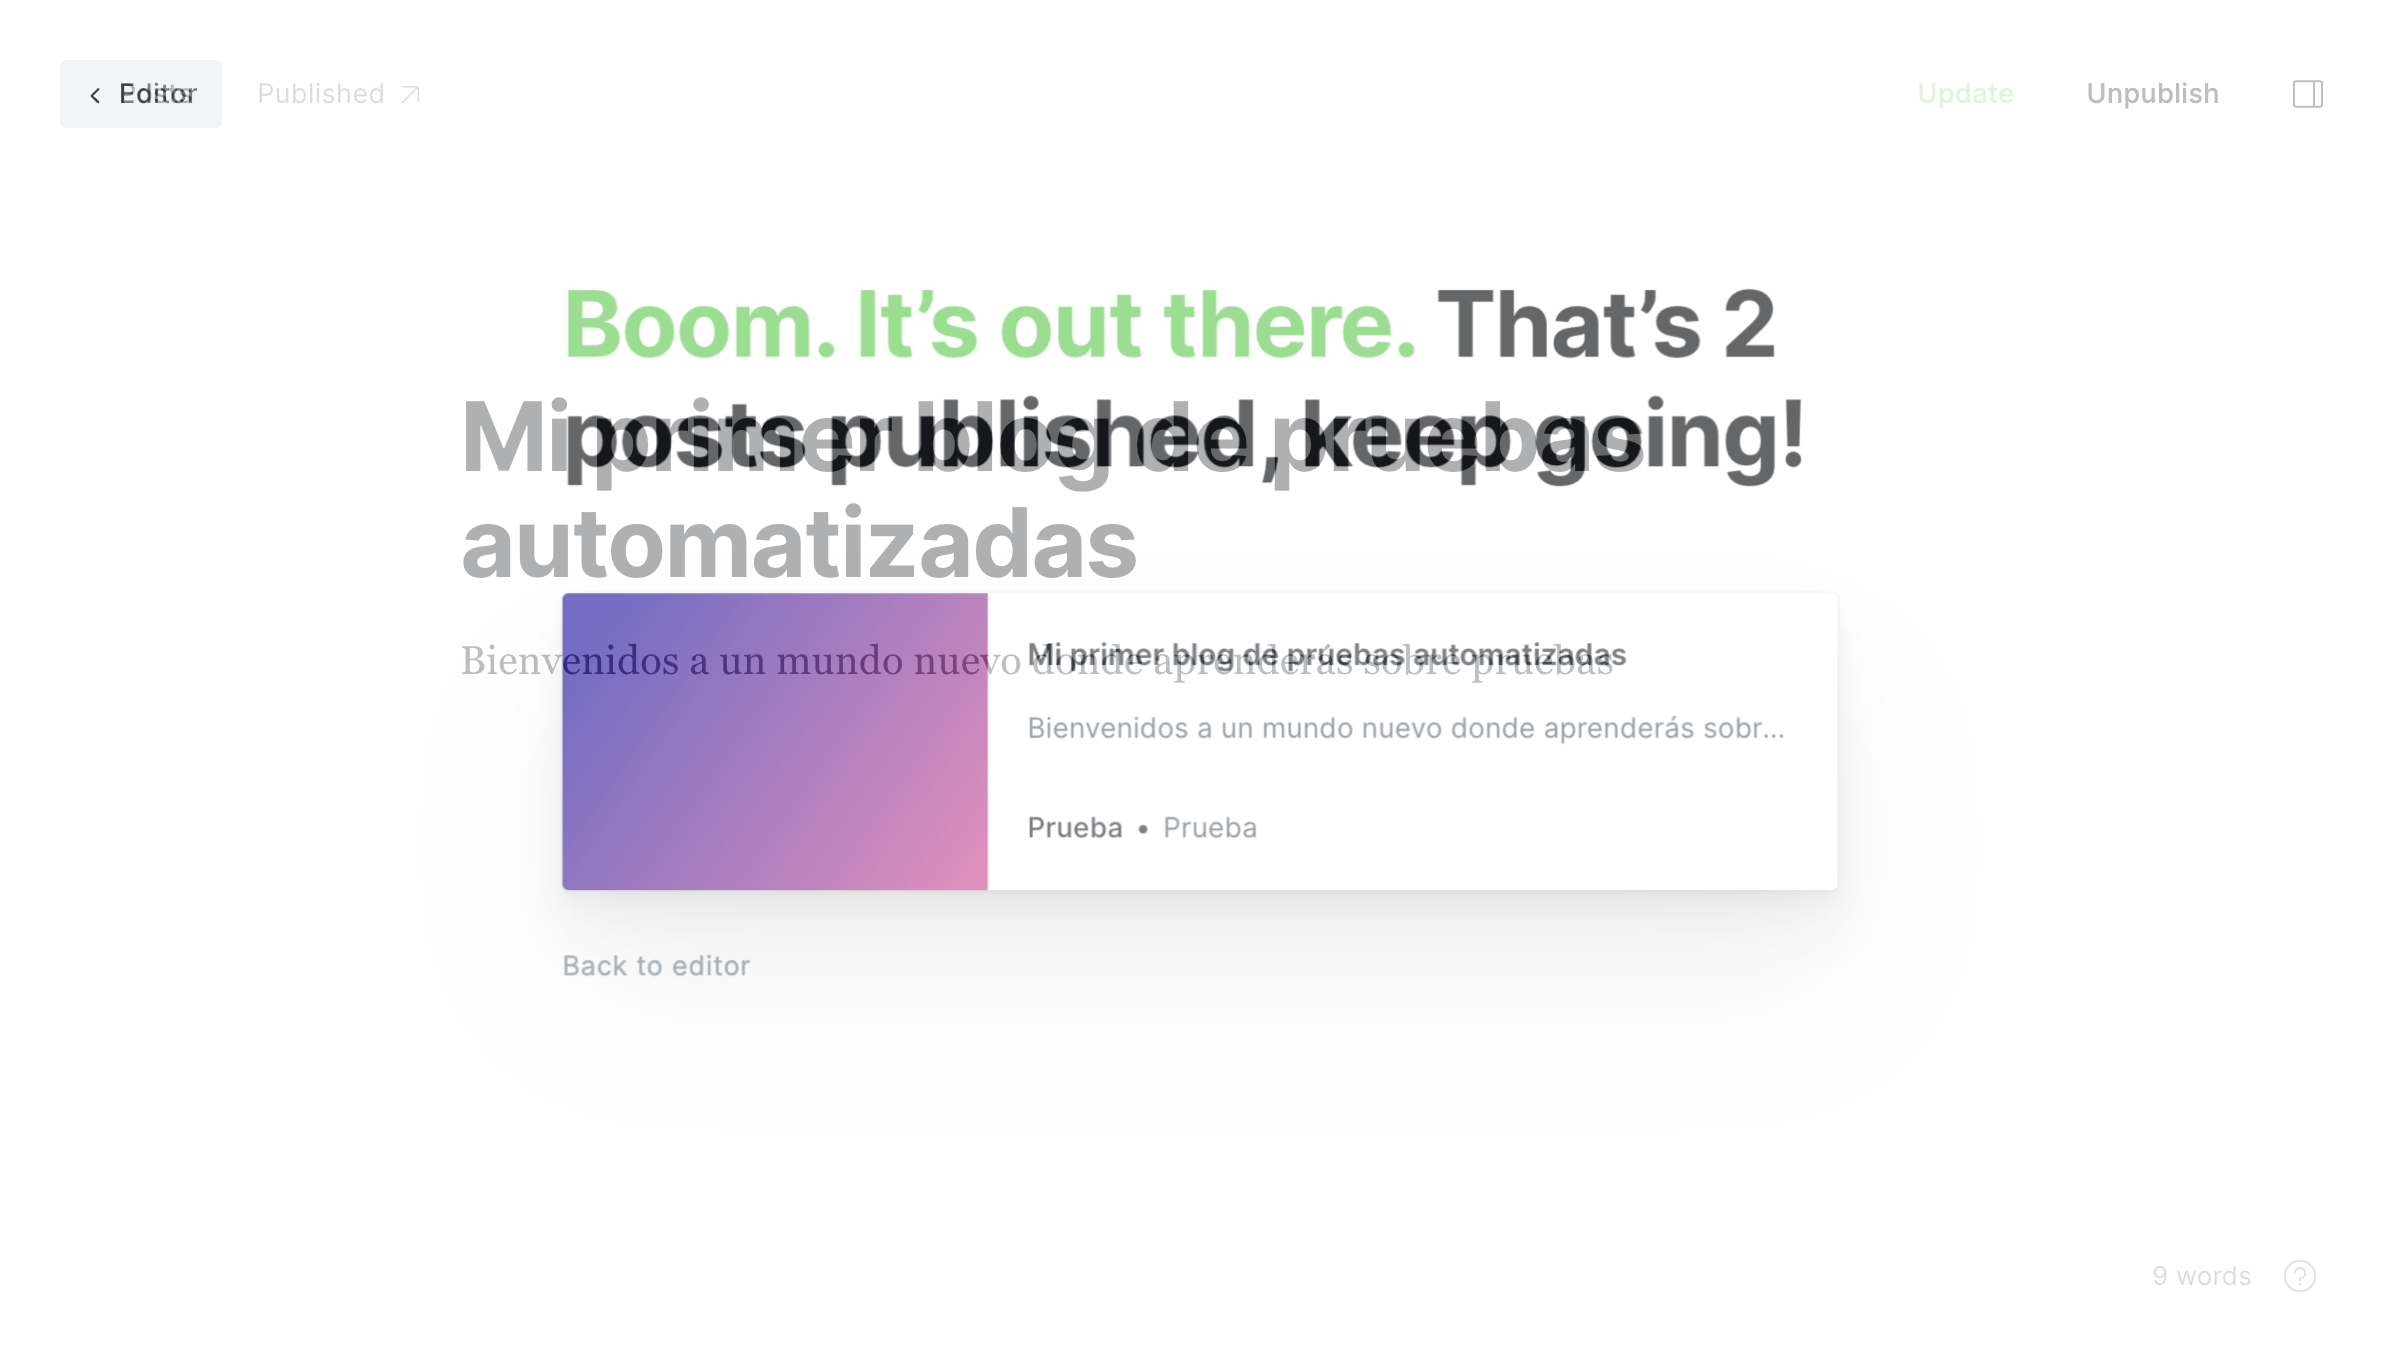 Editor
Published
Update
Unpublish
Boom. It’s out there. That’s 2
posts published, keep going!
Mi primer blog de pruebas
automatizadas
Bienvenidos a un mundo nuevo donde aprenderás sobre pruebas
Mi primer blog de pruebas automatizadas
Bienvenidos a un mundo nuevo donde aprenderás sobr...
Prueba • Prueba
Back to editor
9 words
?